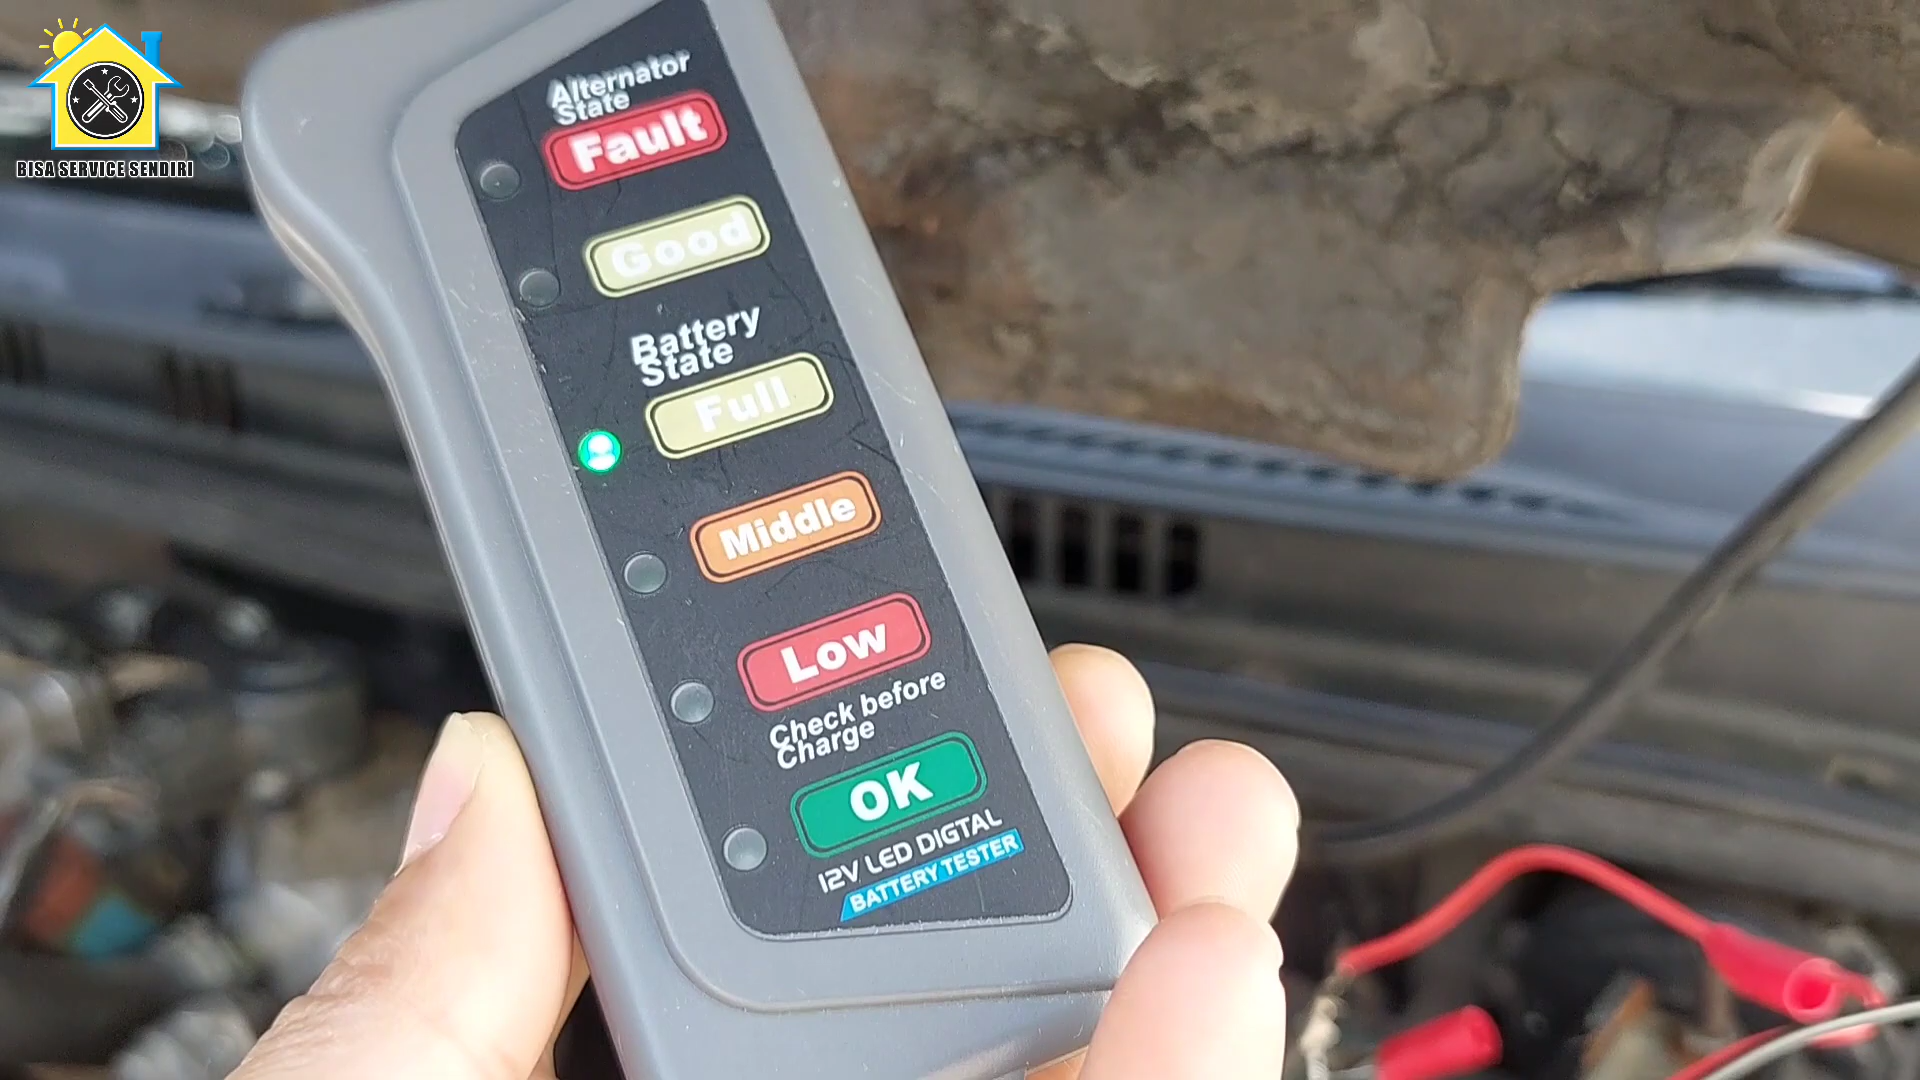 BISA SERVICE SENDIRI
Alternator
State
Fault
Good
Battery
State
Full
Middle
Low
Check before
Charge
OK
12V LED DIGTAL
BATTERY TESTER